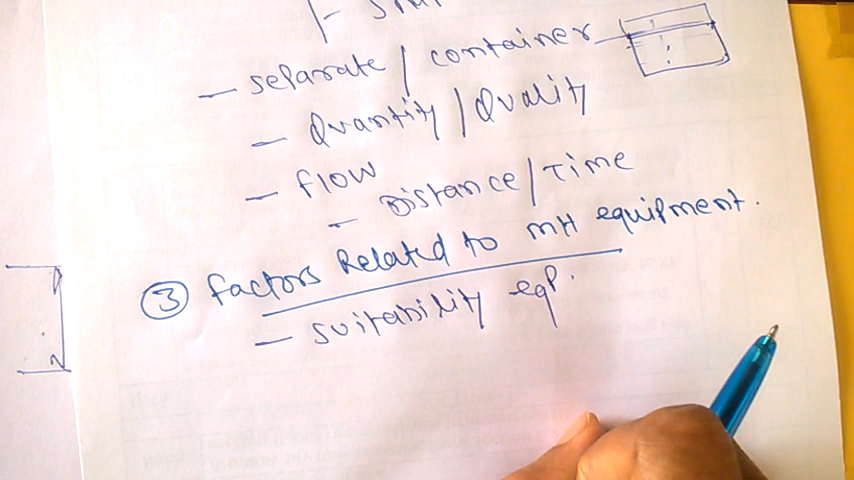 - separate / container
- Quantity / Quality
- flow
- Distance / Time
③ factors Related to MH equipment.
- suitability eqp.